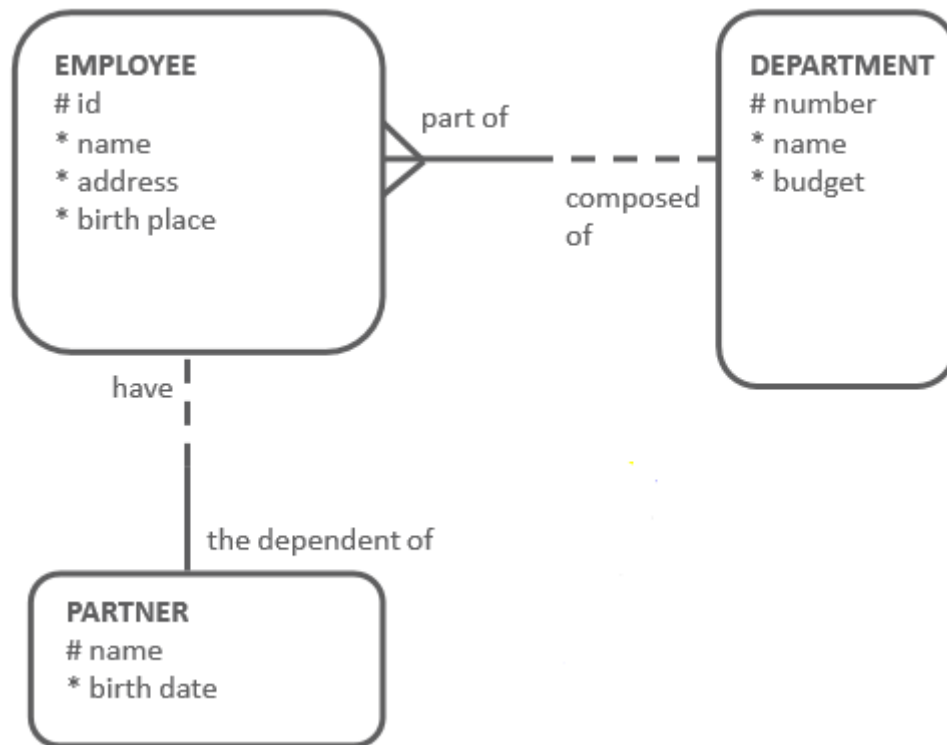 EMPLOYEE
# id
* name
* address
* birth place
part of
composed
of
DEPARTMENT
# number
* name
* budget
have
the dependent of
PARTNER
# name
* birth date